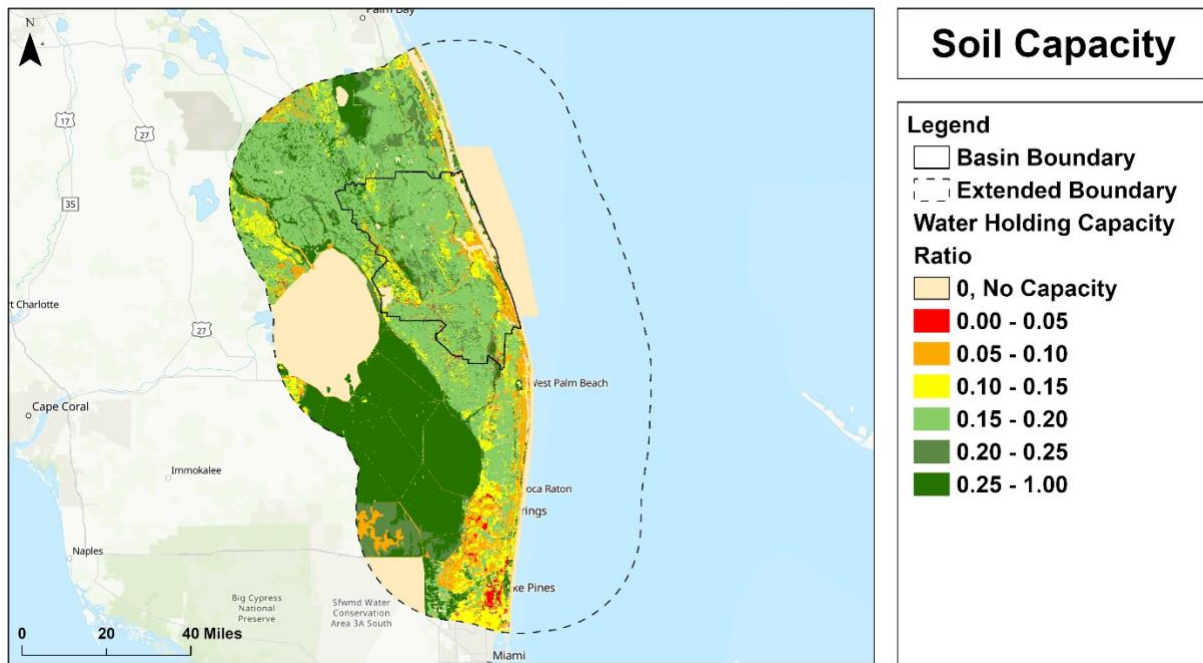 Palm Bay
N
17
27
35
rt Charlotte
27
West Palm Beach
Cape Coral
Immokalee
oca Raton
rings
Naples
ke Pines
Big Cypress
National
Preserve
Sfwmd Water
Conservation
Area 3A South
0 20 40 Miles
Miami
Soil Capacity
Legend
Basin Boundary
Extended Boundary
Water Holding Capacity
Ratio
0, No Capacity
0.00 - 0.05
0.05 - 0.10
0.10 - 0.15
0.15 - 0.20
0.20 - 0.25
0.25 - 1.00